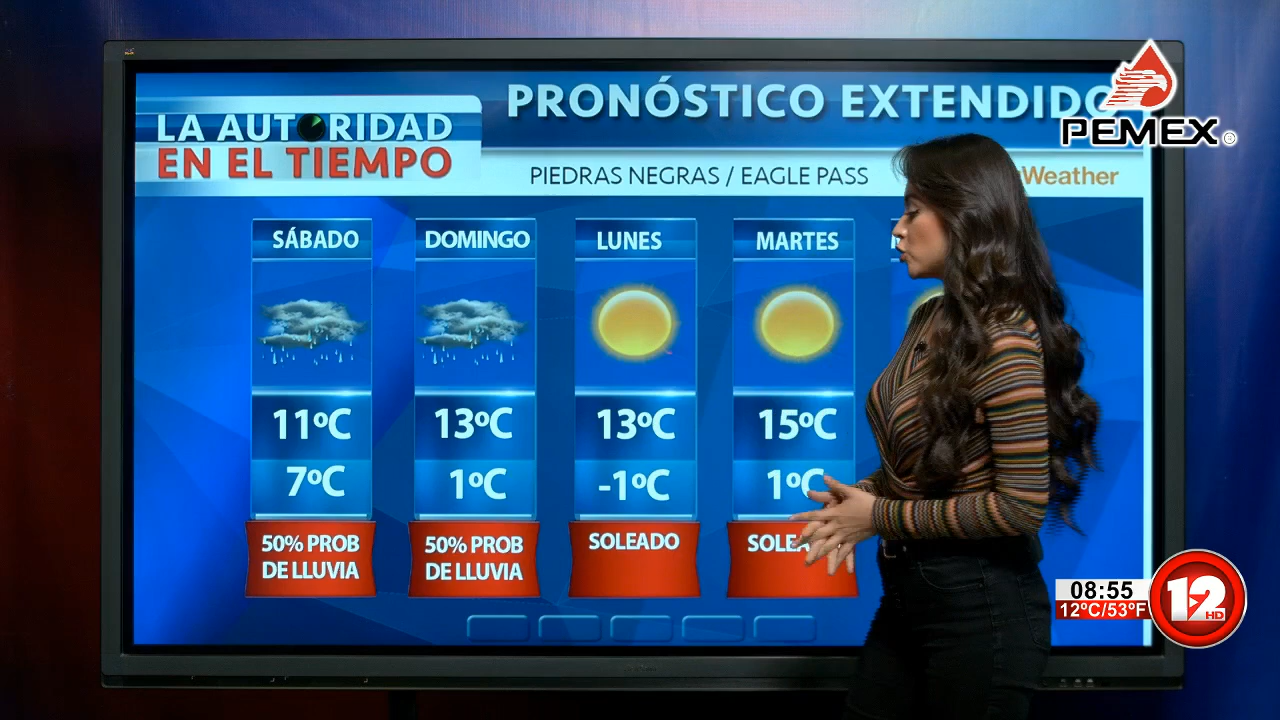 PRONÓSTICO EXTENDIDO
PEMEX
LA AUTORIDAD
EN EL TIEMPO
PIEDRAS NEGRAS / EAGLE PASS
Weather
SÁBADO
DOMINGO
LUNES
MARTES
11ºC
13ºC
13ºC
15ºC
7ºC
1ºC
-1ºC
1ºC
50% PROB
DE LLUVIA
50% PROB
DE LLUVIA
SOLEADO
SOLEA
08:55
12ºC/53ºF
12
HD